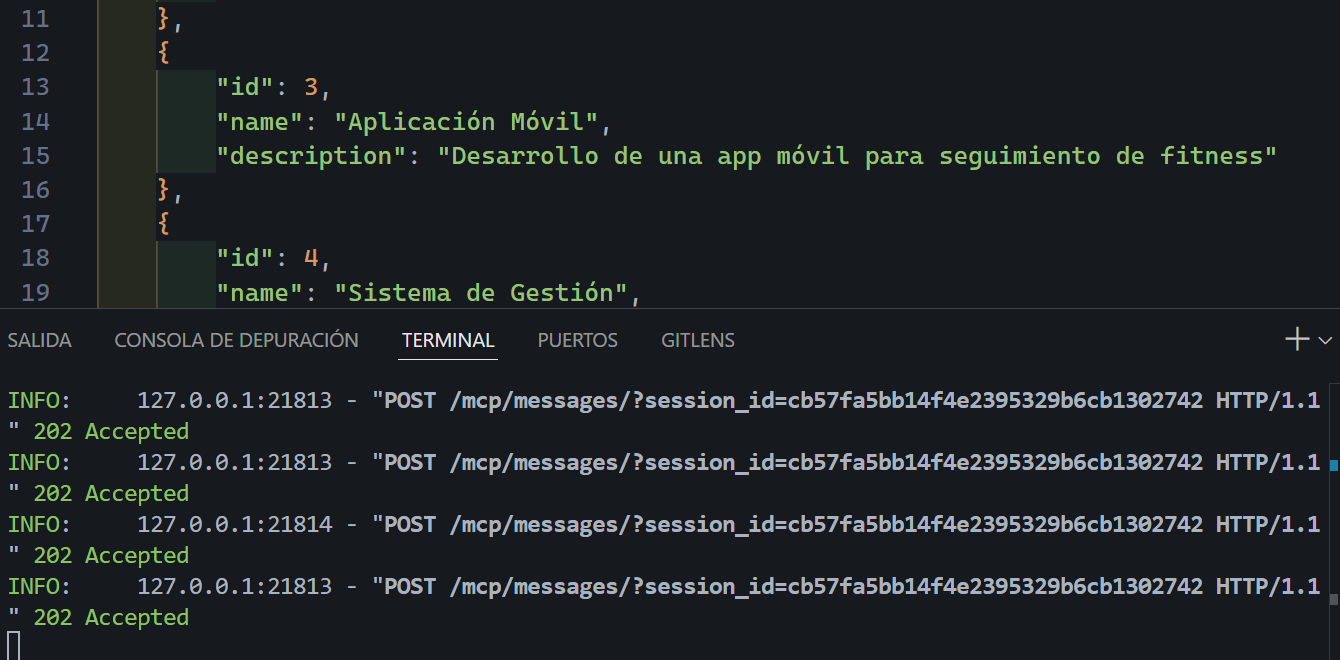 11 },
12 {
13 "id": 3,
14 "name": "Aplicación Móvil",
15 "description": "Desarrollo de una app móvil para seguimiento de fitness"
16 },
17 {
18 "id": 4,
19 "name": "Sistema de Gestión",
SALIDA CONSOLA DE DEPURACIÓN TERMINAL PUERTOS GITLENS
INFO: 127.0.0.1:21813 - "POST /mcp/messages/?session_id=cb57fa5bb14f4e2395329b6cb1302742 HTTP/1.1
" 202 Accepted
INFO: 127.0.0.1:21813 - "POST /mcp/messages/?session_id=cb57fa5bb14f4e2395329b6cb1302742 HTTP/1.1
" 202 Accepted
INFO: 127.0.0.1:21814 - "POST /mcp/messages/?session_id=cb57fa5bb14f4e2395329b6cb1302742 HTTP/1.1
" 202 Accepted
INFO: 127.0.0.1:21813 - "POST /mcp/messages/?session_id=cb57fa5bb14f4e2395329b6cb1302742 HTTP/1.1
" 202 Accepted